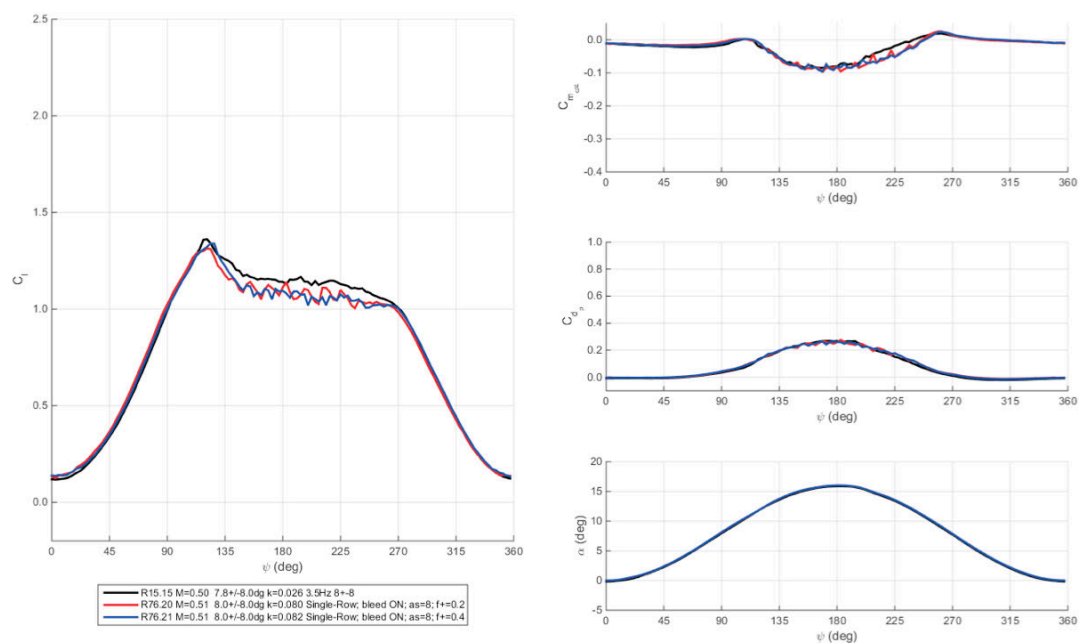 2.5
2.0
1.5
1.0
0.5
0.0
C_l
0 45 90 135 180 225 270 315 360
ψ (deg)
R15.15 M=0.50 7.8+/-8.0dg k=0.026 3.5Hz 8+-8
R76.20 M=0.51 8.0+/-8.0dg k=0.080 Single-Row; bleed ON; as=8; f+=0.2
R76.21 M=0.51 8.0+/-8.0dg k=0.082 Single-Row; bleed ON; as=8; f+=0.4
0.0
-0.1
-0.2
-0.3
-0.4
0 45 90 135 180 225 270 315 360
ψ (deg)
1.0
0.8
0.6
0.4
0.2
0.0
C_d_p
0 45 90 135 180 225 270 315 360
ψ (deg)
20
15
10
5
0
-5
α (deg)
0 45 90 135 180 225 270 315 360
ψ (deg)